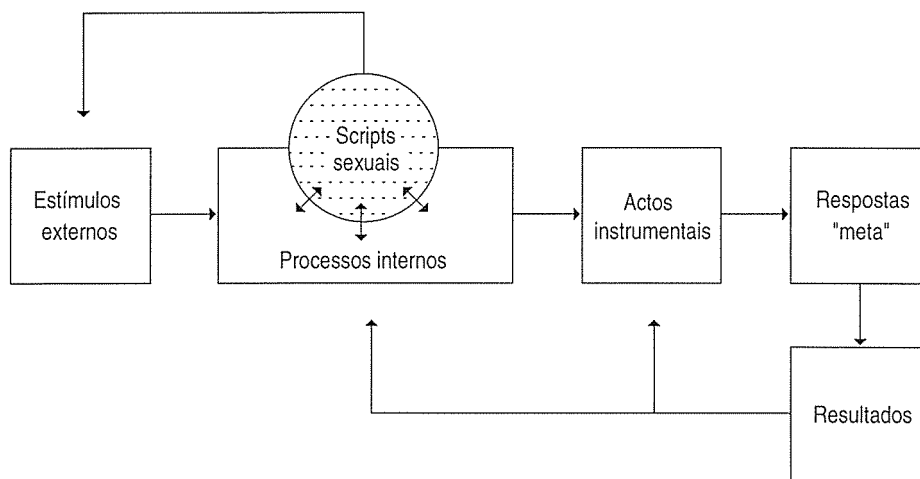 Scripts
sexuais
Estímulos
externos
Processos internos
Actos
instrumentais
Respostas
"meta"
Resultados